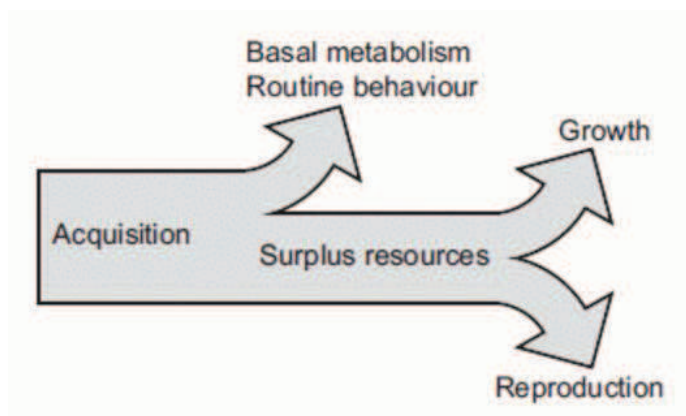 Basal metabolism
Routine behaviour
Growth
Acquisition
Surplus resources
Reproduction